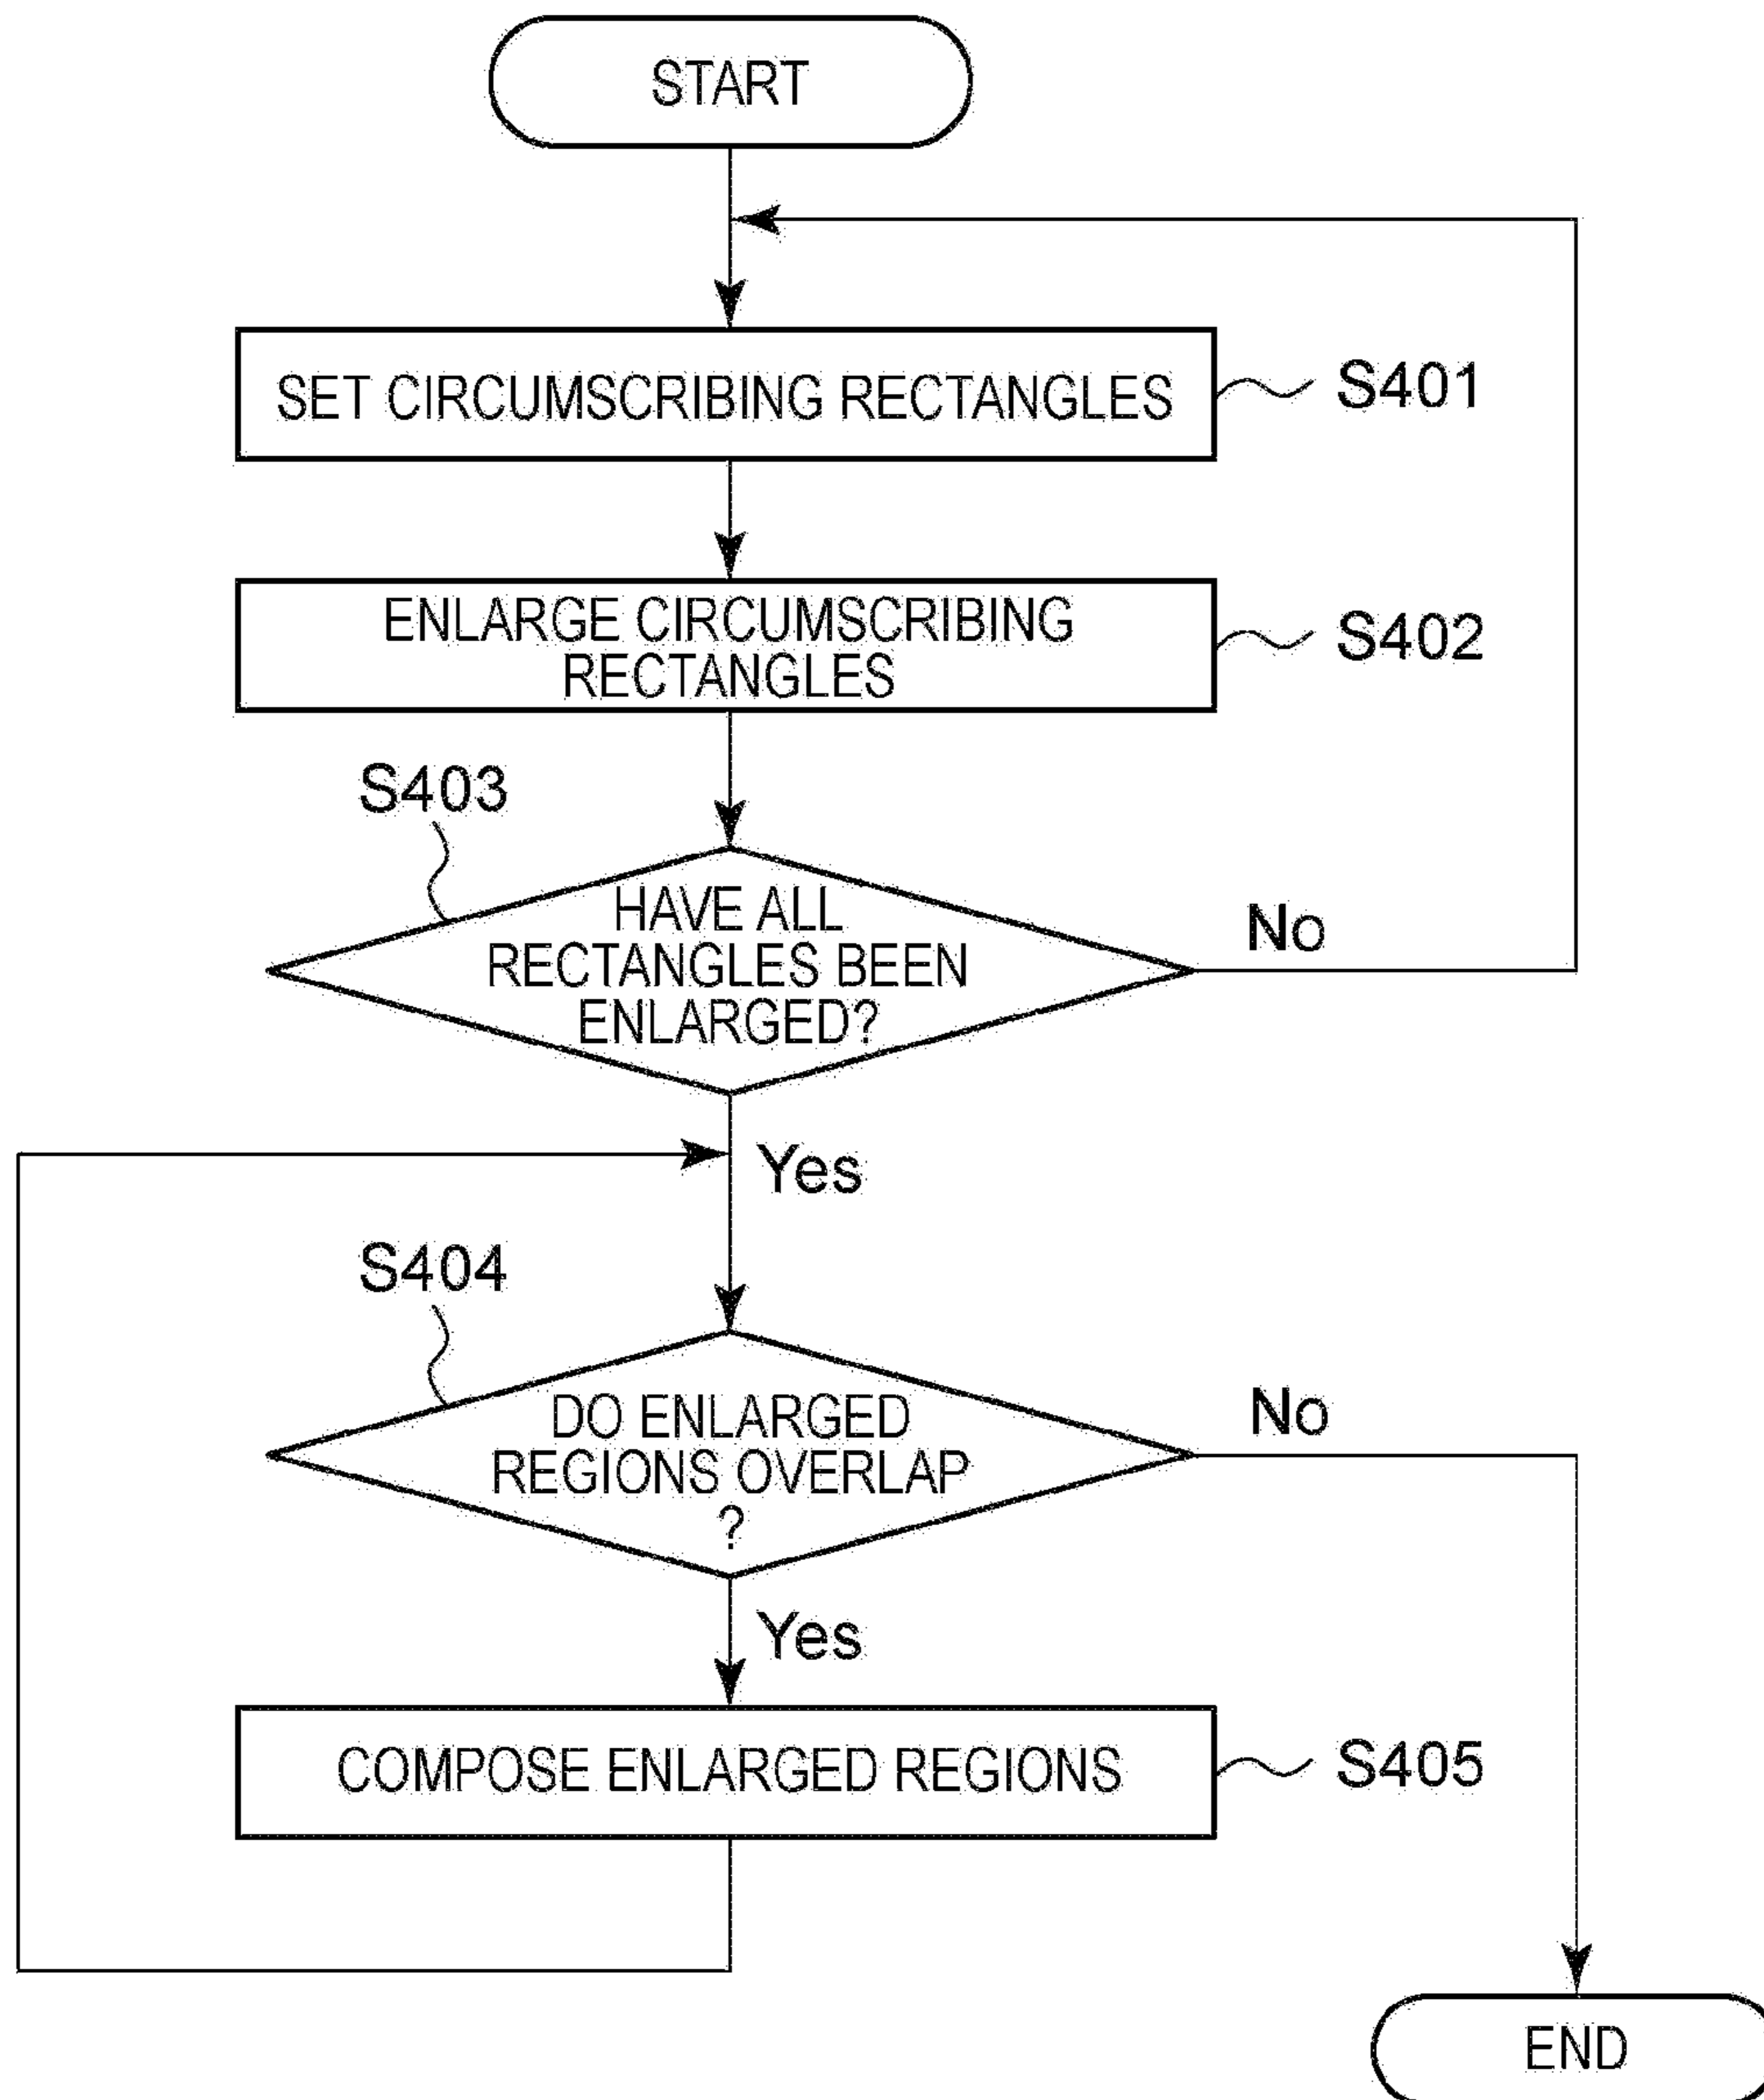 START
SET CIRCUMSCRIBING RECTANGLES
S401
ENLARGE CIRCUMSCRIBING
RECTANGLES
S402
S403
HAVE ALL
RECTANGLES BEEN
ENLARGED?
No
Yes
S404
DO ENLARGED
REGIONS OVERLAP
?
No
Yes
COMPOSE ENLARGED REGIONS
S405
END